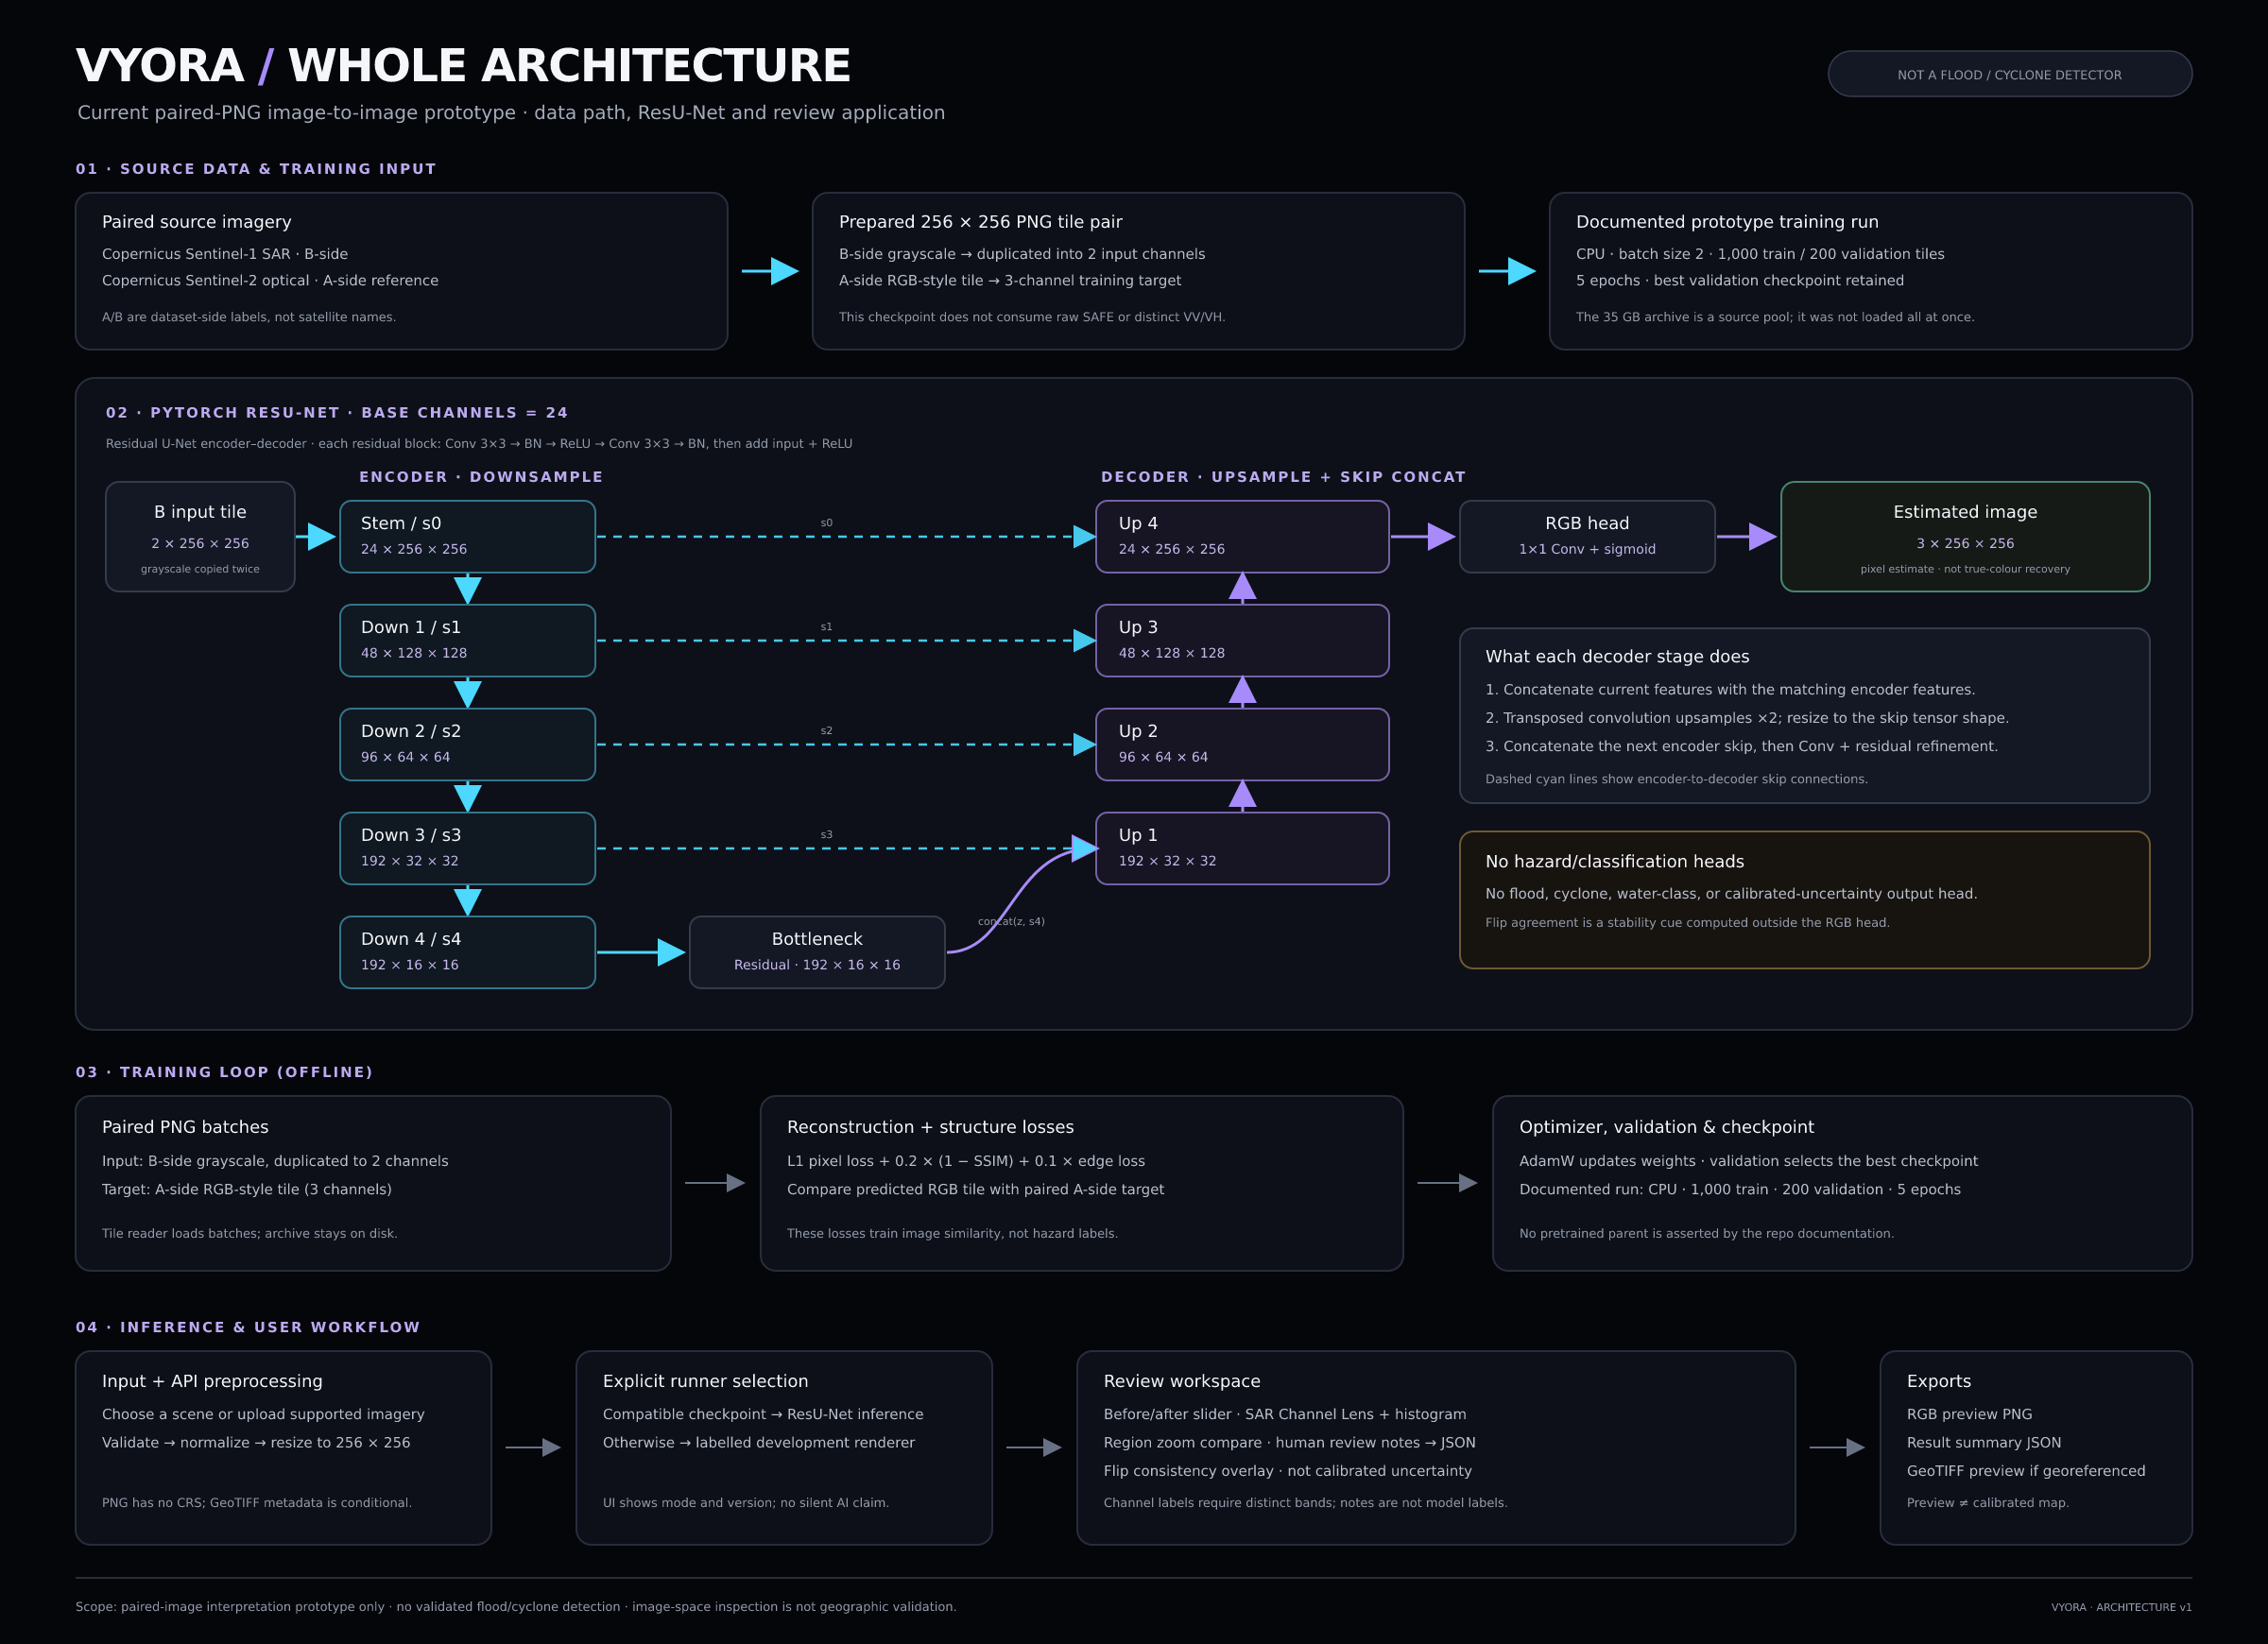 VYORA / WHOLE ARCHITECTURE
NOT A FLOOD / CYCLONE DETECTOR
Current paired-PNG image-to-image prototype · data path, ResU-Net and review application
01 · SOURCE DATA & TRAINING INPUT
Paired source imagery
Copernicus Sentinel-1 SAR · B-side
Copernicus Sentinel-2 optical · A-side reference
A/B are dataset-side labels, not satellite names.
Prepared 256 × 256 PNG tile pair
B-side grayscale → duplicated into 2 input channels
A-side RGB-style tile → 3-channel training target
This checkpoint does not consume raw SAFE or distinct VV/VH.
Documented prototype training run
CPU · batch size 2 · 1,000 train / 200 validation tiles
5 epochs · best validation checkpoint retained
The 35 GB archive is a source pool; it was not loaded all at once.
02 · PYTORCH RESU-NET · BASE CHANNELS = 24
Residual U-Net encoder–decoder · each residual block: Conv 3×3 → BN → ReLU → Conv 3×3 → BN, then add input + ReLU
ENCODER · DOWNSAMPLE
DECODER · UPSAMPLE + SKIP CONCAT
B input tile
2 × 256 × 256
grayscale copied twice
Stem / s0
24 × 256 × 256
s0
Up 4
24 × 256 × 256
RGB head
1×1 Conv + sigmoid
Estimated image
3 × 256 × 256
pixel estimate · not true-colour recovery
Down 1 / s1
48 × 128 × 128
s1
Up 3
48 × 128 × 128
Down 2 / s2
96 × 64 × 64
s2
Up 2
96 × 64 × 64
Down 3 / s3
192 × 32 × 32
s3
Up 1
192 × 32 × 32
Down 4 / s4
192 × 16 × 16
Bottleneck
Residual · 192 × 16 × 16
concat(z, s4)
What each decoder stage does
1. Concatenate current features with the matching encoder features.
2. Transposed convolution upsamples ×2; resize to the skip tensor shape.
3. Concatenate the next encoder skip, then Conv + residual refinement.
Dashed cyan lines show encoder-to-decoder skip connections.
No hazard/classification heads
No flood, cyclone, water-class, or calibrated-uncertainty output head.
Flip agreement is a stability cue computed outside the RGB head.
03 · TRAINING LOOP (OFFLINE)
Paired PNG batches
Input: B-side grayscale, duplicated to 2 channels
Target: A-side RGB-style tile (3 channels)
Tile reader loads batches; archive stays on disk.
Reconstruction + structure losses
L1 pixel loss + 0.2 × (1 − SSIM) + 0.1 × edge loss
Compare predicted RGB tile with paired A-side target
These losses train image similarity, not hazard labels.
Optimizer, validation & checkpoint
AdamW updates weights · validation selects the best checkpoint
Documented run: CPU · 1,000 train · 200 validation · 5 epochs
No pretrained parent is asserted by the repo documentation.
04 · INFERENCE & USER WORKFLOW
Input + API preprocessing
Choose a scene or upload supported imagery
Validate → normalize → resize to 256 × 256
PNG has no CRS; GeoTIFF metadata is conditional.
Explicit runner selection
Compatible checkpoint → ResU-Net inference
Otherwise → labelled development renderer
UI shows mode and version; no silent AI claim.
Review workspace
Before/after slider · SAR Channel Lens + histogram
Region zoom compare · human review notes → JSON
Flip consistency overlay · not calibrated uncertainty
Channel labels require distinct bands; notes are not model labels.
Exports
RGB preview PNG
Result summary JSON
GeoTIFF preview if georeferenced
Preview ≠ calibrated map.
Scope: paired-image interpretation prototype only · no validated flood/cyclone detection · image-space inspection is not geographic validation.
VYORA · ARCHITECTURE v1